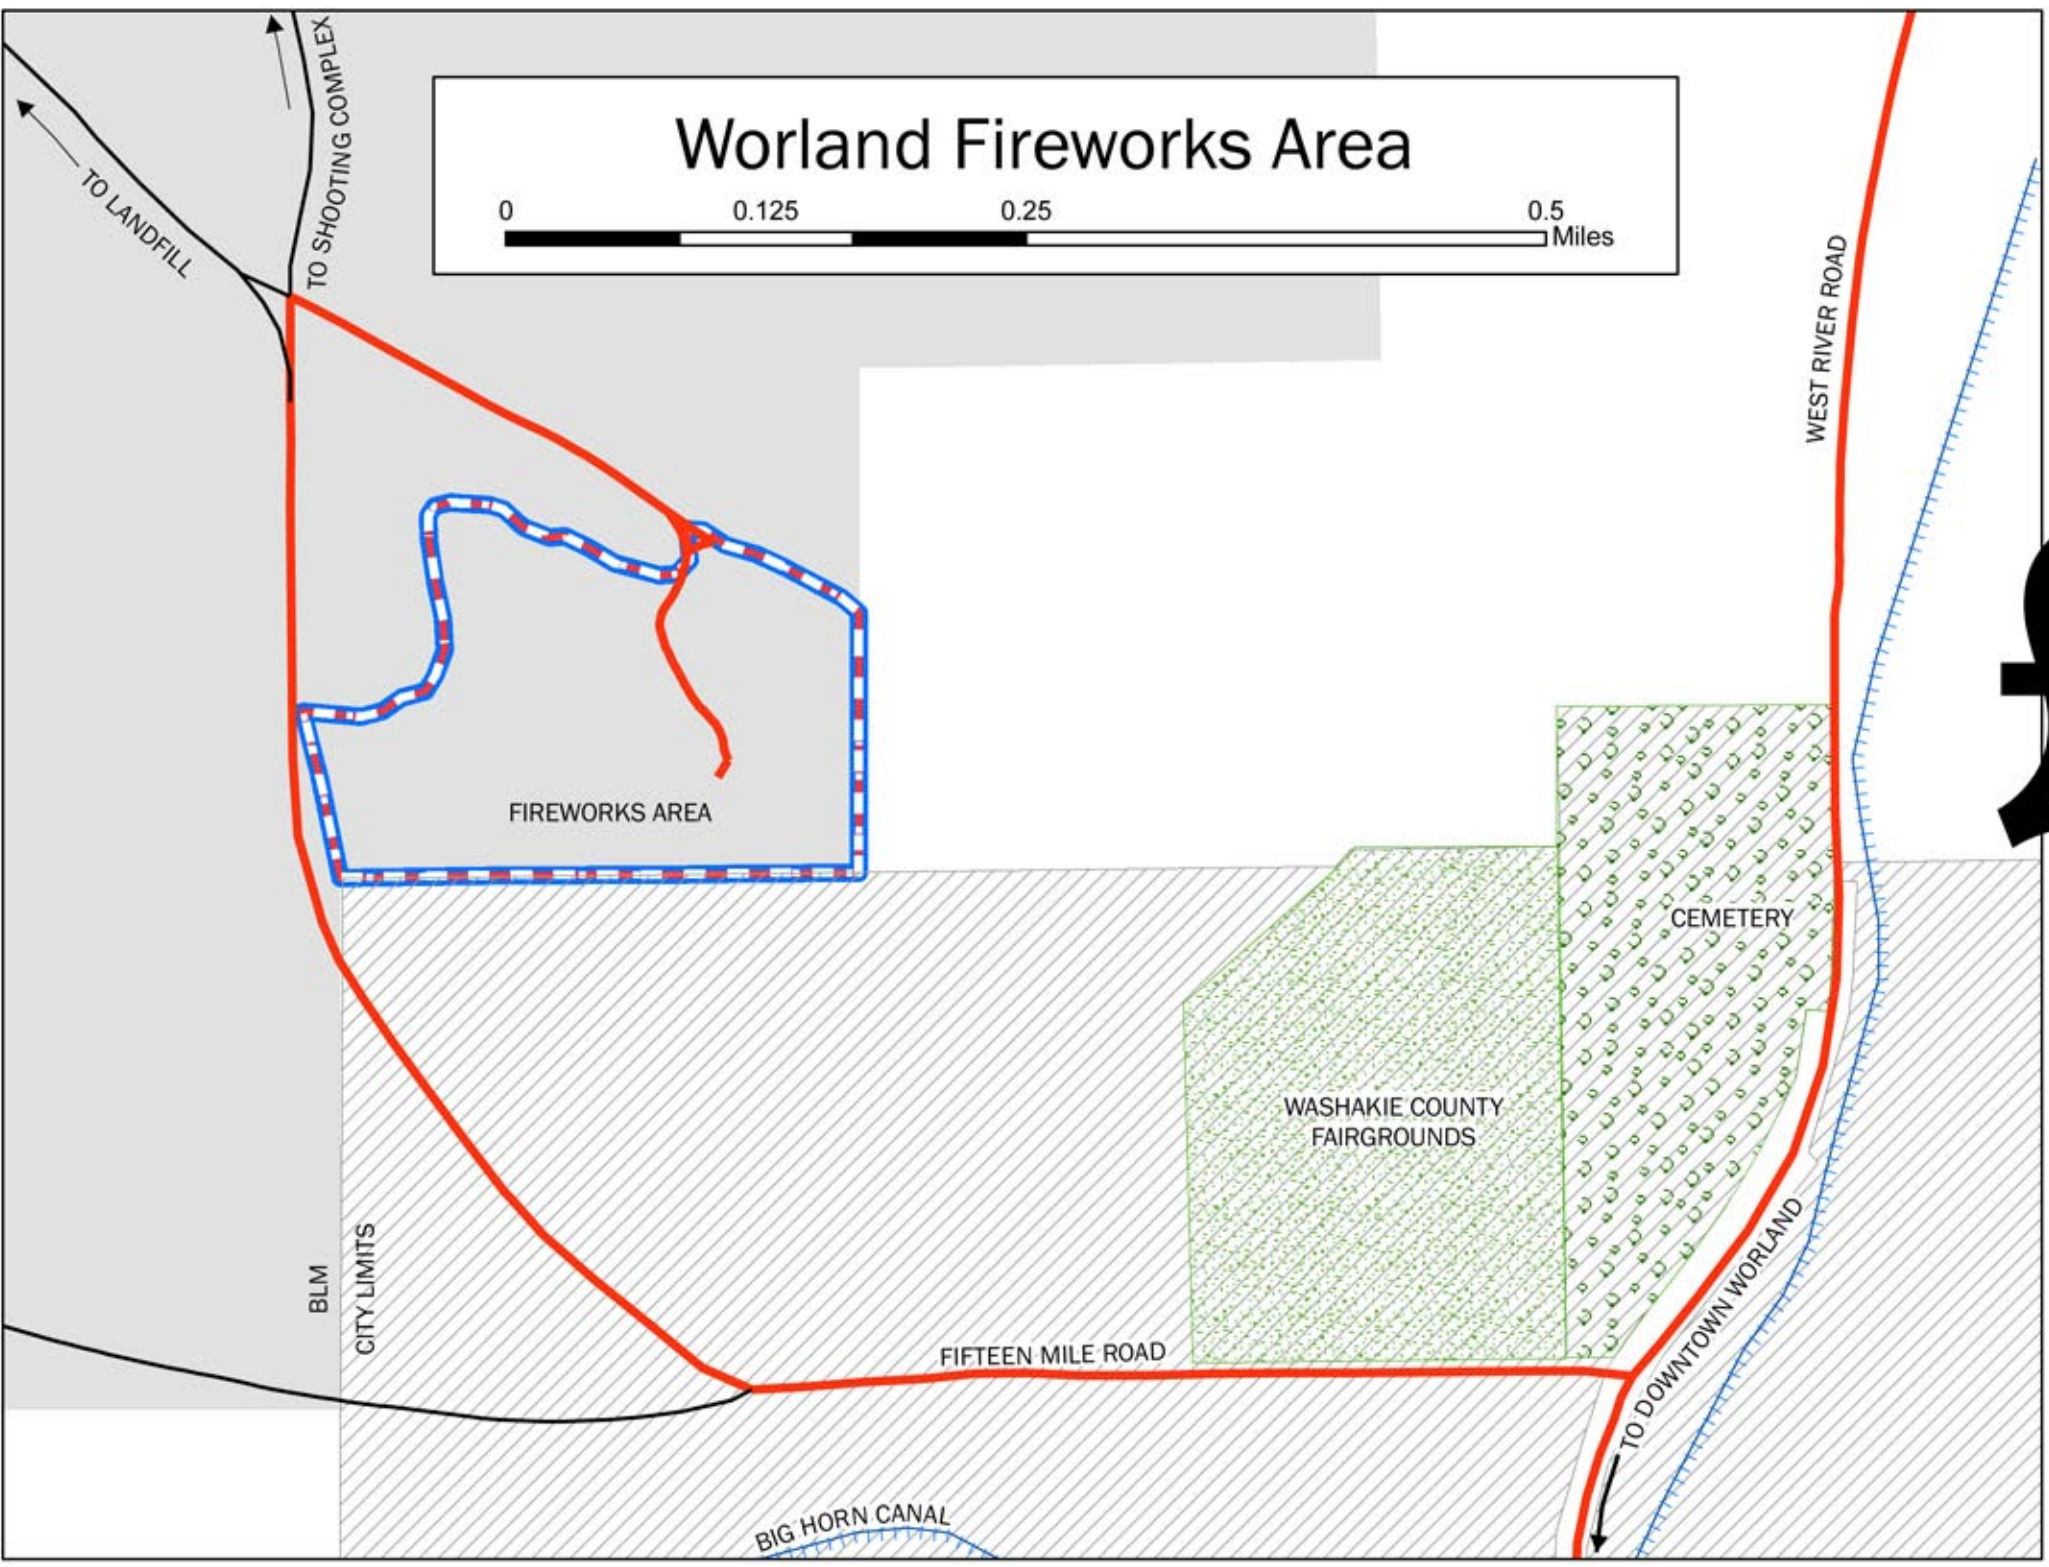 Worland Fireworks Area
0 0.125 0.25 0.5
Miles
TO SHOOTING COMPLEX
TO LANDFILL
WEST RIVER ROAD
FIREWORKS AREA
CEMETERY
WASHAKIE COUNTY
FAIRGROUNDS
BLM
CITY LIMITS
FIFTEEN MILE ROAD
TO DOWNTOWN WORLAND
BIG HORN CANAL